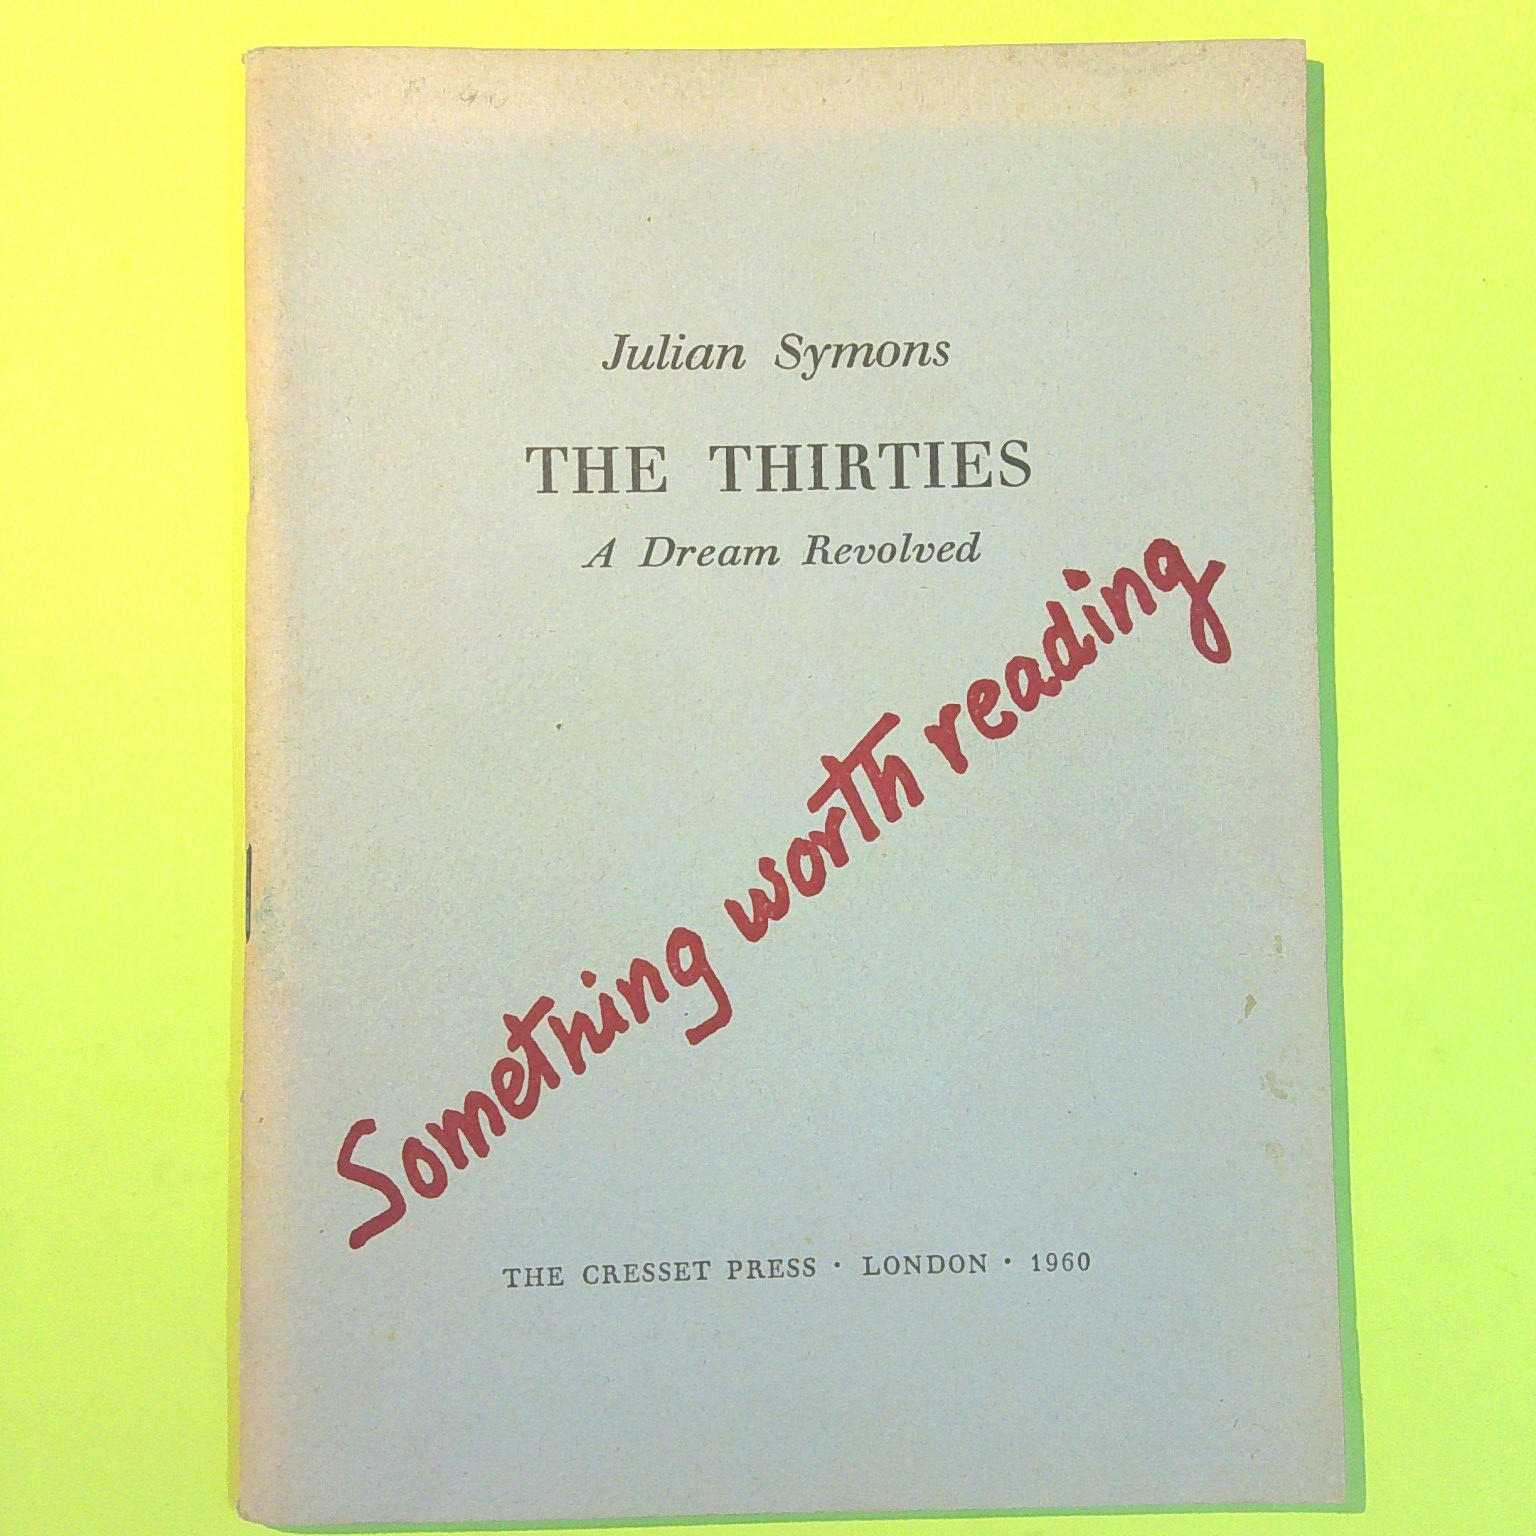 Julian Symons
THE THIRTIES
A Dream Revolved
Something worth reading
THE CRESSET PRESS · LONDON · 1960